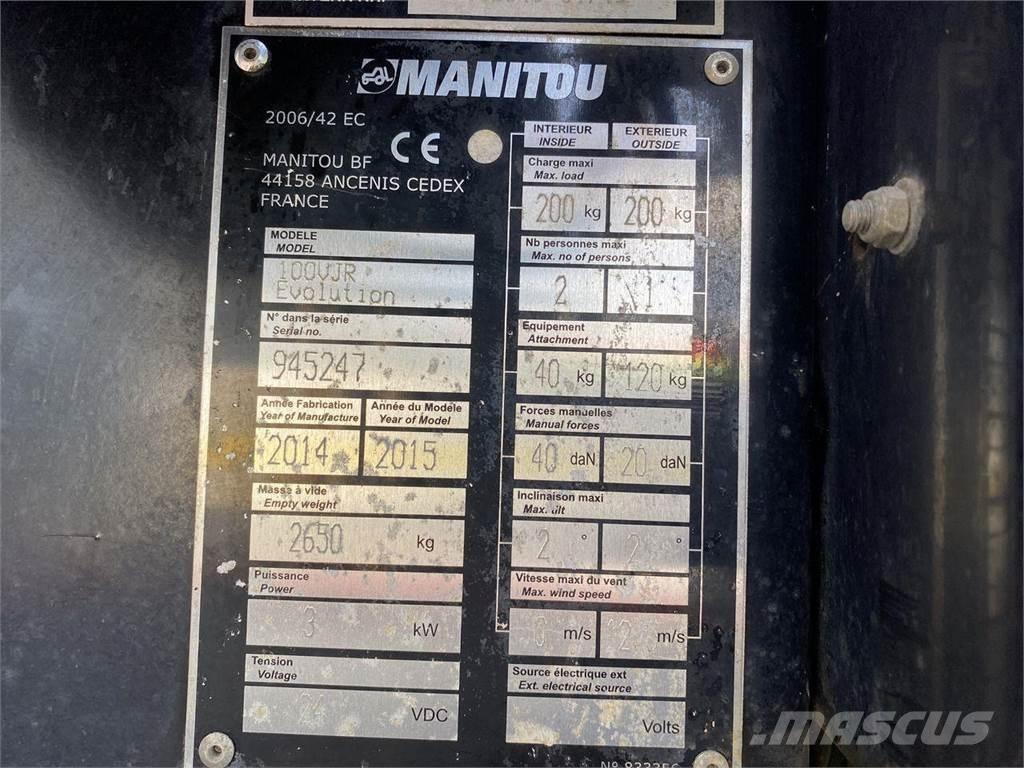 MANITOU
2006/42 EC
CE
MANITOU BF
44158 ANCENIS CEDEX
FRANCE
MODELE
MODEL
100VJR
Evolution
N° dans la série
Serial no.
945247
Année Fabrication
Year of Manufacture
Année du Modele
Year of Model
2014
2015
Masse à vide
Empty weight
2650 kg
Puissance
Power
3 kW
Tension
Voltage
24 VDC
INTERIEUR
INSIDE
EXTERIEUR
OUTSIDE
Charge maxi
Max. load
200 kg 200 kg
Nb personnes maxi
Max. no of persons
2 1
Equipement
Attachment
40 kg 120 kg
Forces manuelles
Manual forces
40 daN 20 daN
Inclinaison maxi
Max. tilt
2 ° 2 °
Vitesse maxi du vent
Max. wind speed
m/s m/s
Source électrique ext
Ext. electrical source
Volts
MASCUS